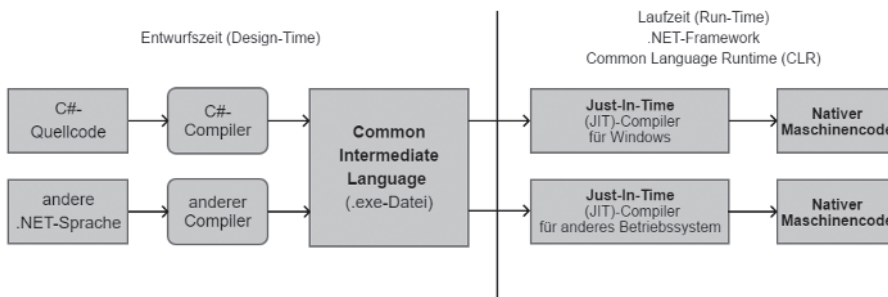 Entwurfszeit (Design-Time)
Laufzeit (Run-Time)
.NET-Framework
Common Language Runtime (CLR)
C#-
Quellcode
C#-
Compiler
andere
.NET-Sprache
anderer
Compiler
Common
Intermediate
Language
(.exe-Datei)
Just-In-Time
(JIT)-Compiler
für Windows
Nativer
Maschinencode
Just-In-Time
(JIT)-Compiler
für anderes Betriebssystem
Nativer
Maschinencode